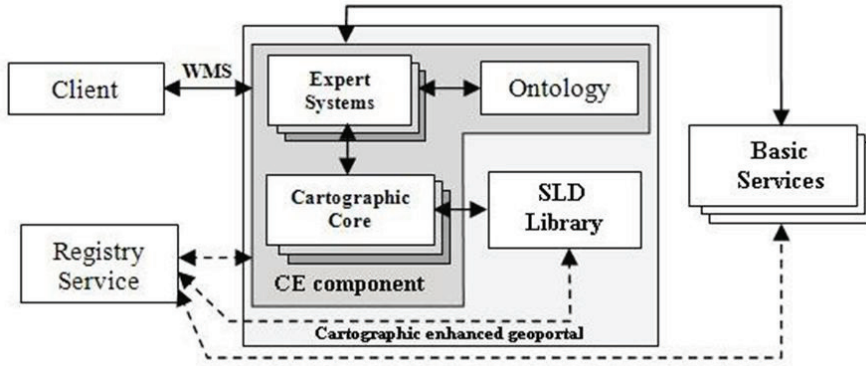 Client
WMS
Expert
Systems
Ontology
Basic
Services
Cartographic
Core
SLD
Library
Registry
Service
CE component
Cartographic enhanced geoportal